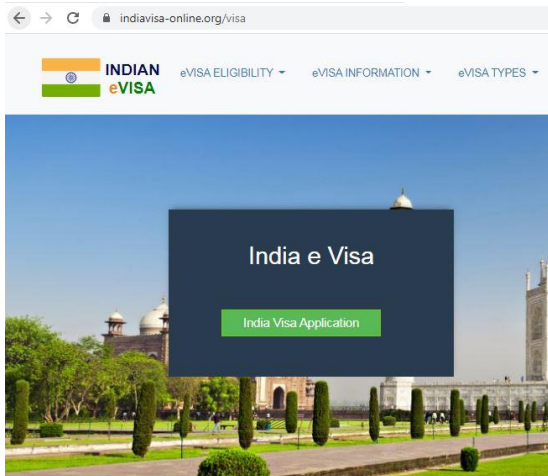 indiavisa-online.org/visa
INDIAN
eVISA
eVISA ELIGIBILITY
eVISA INFORMATION
eVISA TYPES
India e Visa
India Visa Application